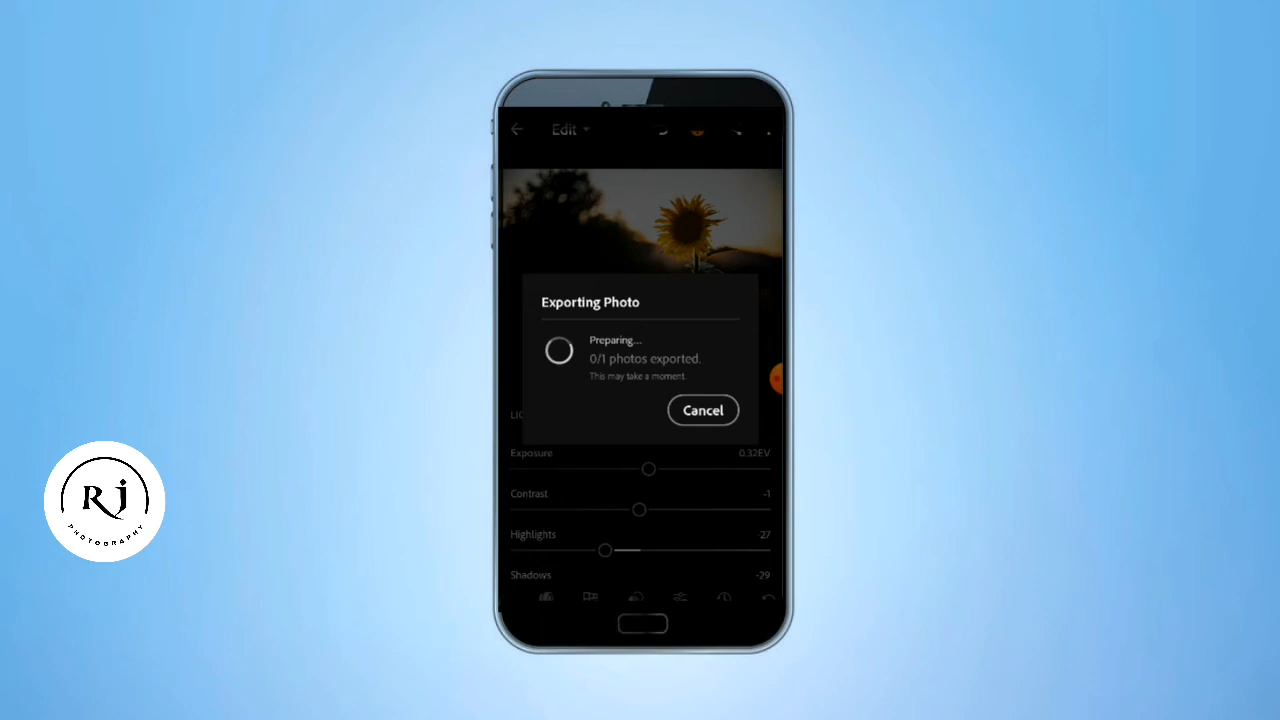 Edit
Exporting Photo
Preparing...
0/1 photos exported.
This may take a moment.
Cancel
Exposure 0.32EV
Contrast -1
Highlights -27
Shadows -29
RJ
PHOTOGRAPHY